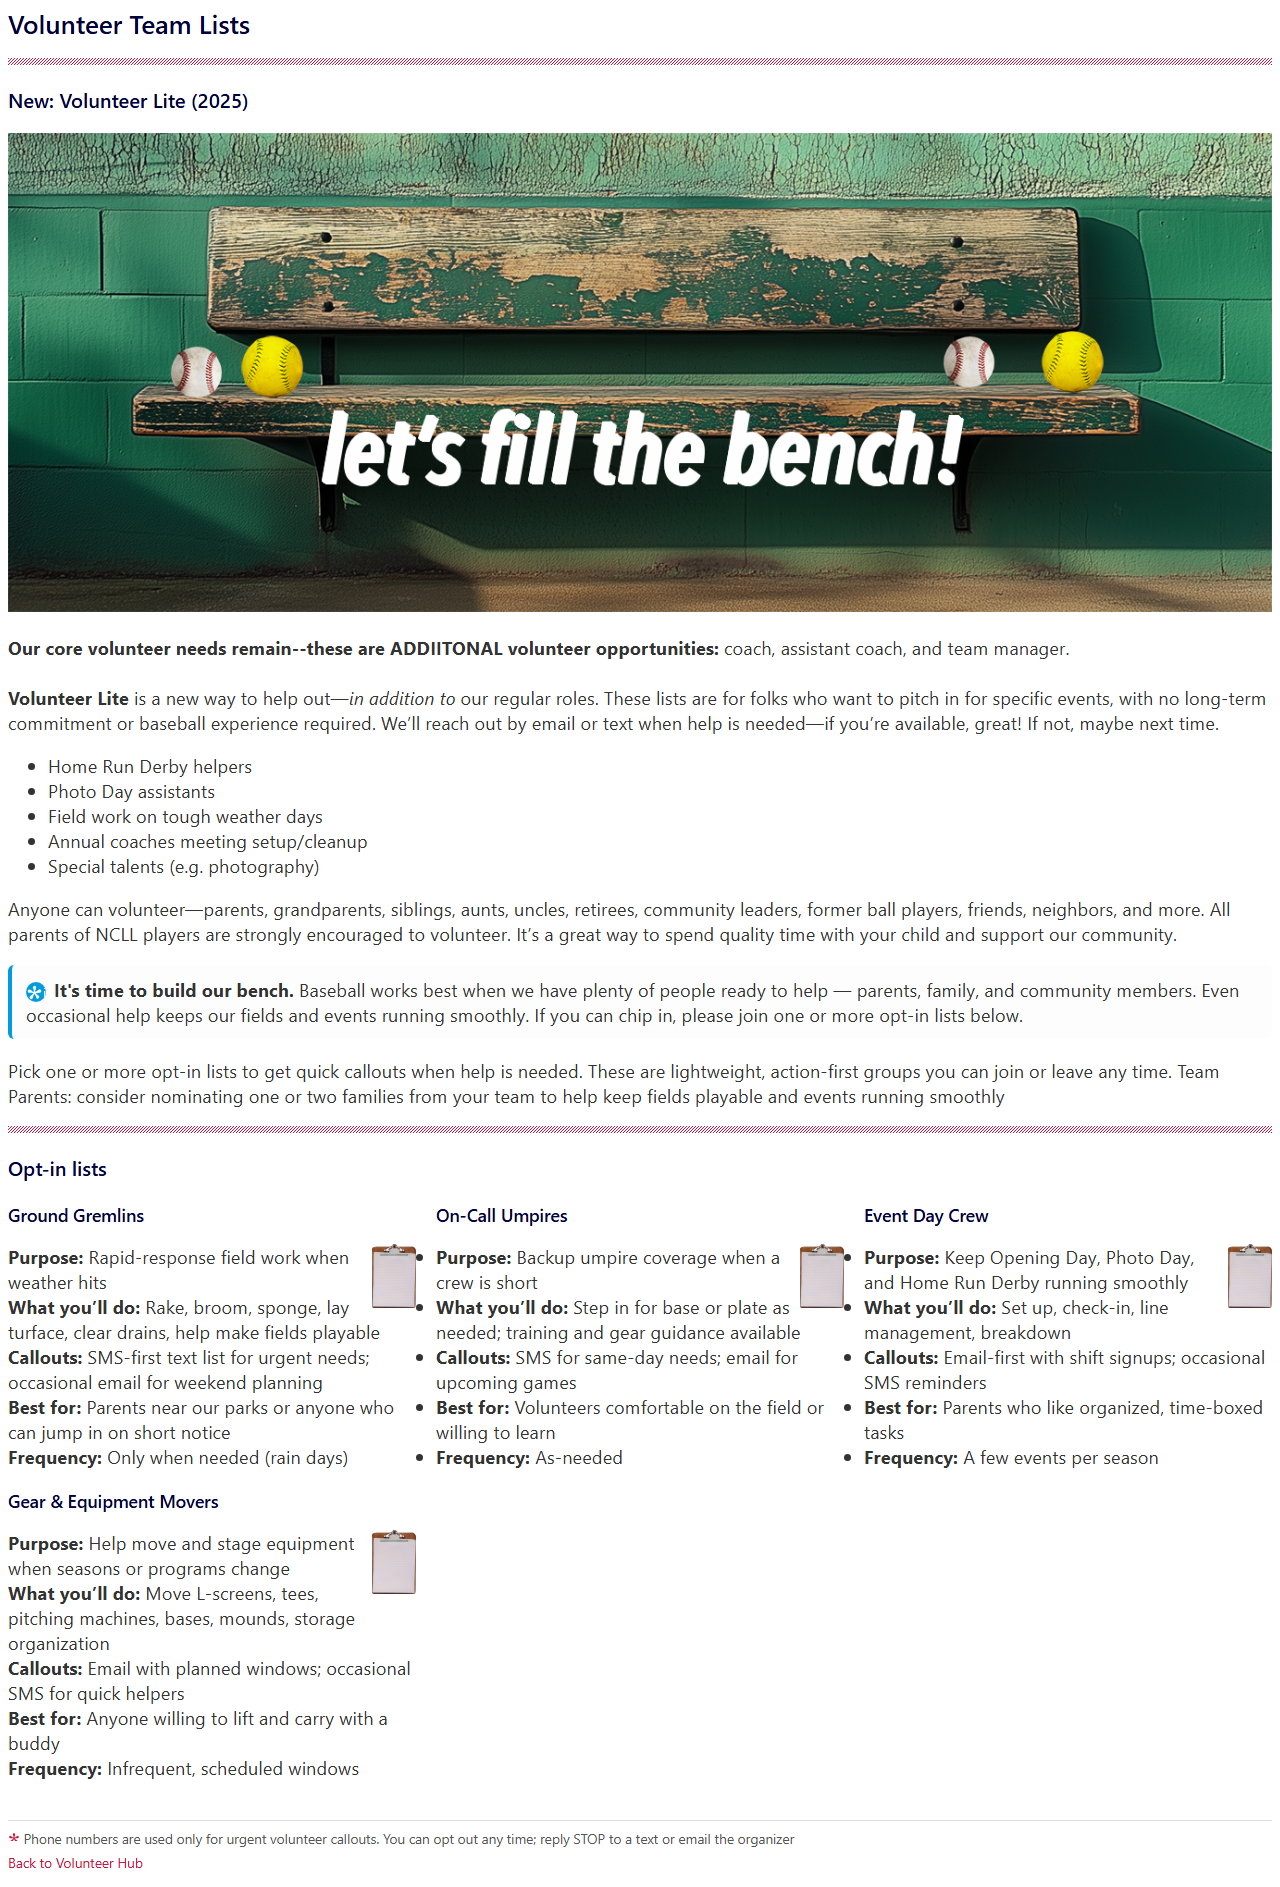 Volunteer Team Lists
New: Volunteer Lite (2025)
let's fill the bench!
Our core volunteer needs remain--these are ADDIITONAL volunteer opportunities: coach, assistant coach, and team manager.
Volunteer Lite is a new way to help out—in addition to our regular roles. These lists are for folks who want to pitch in for specific events, with no long-term
commitment or baseball experience required. We’ll reach out by email or text when help is needed—if you’re available, great! If not, maybe next time.
• Home Run Derby helpers
• Photo Day assistants
• Field work on tough weather days
• Annual coaches meeting setup/cleanup
• Special talents (e.g. photography)
Anyone can volunteer—parents, grandparents, siblings, aunts, uncles, retirees, community leaders, former ball players, friends, neighbors, and more. All
parents of NCLL players are strongly encouraged to volunteer. It’s a great way to spend quality time with your child and support our community.
It's time to build our bench. Baseball works best when we have plenty of people ready to help — parents, family, and community members. Even
occasional help keeps our fields and events running smoothly. If you can chip in, please join one or more opt-in lists below.
Pick one or more opt-in lists to get quick callouts when help is needed. These are lightweight, action-first groups you can join or leave any time. Team
Parents: consider nominating one or two families from your team to help keep fields playable and events running smoothly
Opt-in lists
Ground Gremlins
Purpose: Rapid-response field work when
weather hits
What you’ll do: Rake, broom, sponge, lay
turface, clear drains, help make fields playable
Callouts: SMS-first text list for urgent needs;
occasional email for weekend planning
Best for: Parents near our parks or anyone who
can jump in on short notice
Frequency: Only when needed (rain days)
On-Call Umpires
• Purpose: Backup umpire coverage when a
crew is short
• What you’ll do: Step in for base or plate as
needed; training and gear guidance available
• Callouts: SMS for same-day needs; email for
upcoming games
• Best for: Volunteers comfortable on the field or
willing to learn
• Frequency: As-needed
Event Day Crew
• Purpose: Keep Opening Day, Photo Day,
and Home Run Derby running smoothly
• What you’ll do: Set up, check-in, line
management, breakdown
• Callouts: Email-first with shift signups; occasional
SMS reminders
• Best for: Parents who like organized, time-boxed
tasks
• Frequency: A few events per season
Gear & Equipment Movers
Purpose: Help move and stage equipment
when seasons or programs change
What you’ll do: Move L-screens, tees,
pitching machines, bases, mounds, storage
organization
Callouts: Email with planned windows; occasional
SMS for quick helpers
Best for: Anyone willing to lift and carry with a
buddy
Frequency: Infrequent, scheduled windows
* Phone numbers are used only for urgent volunteer callouts. You can opt out any time; reply STOP to a text or email the organizer
Back to Volunteer Hub